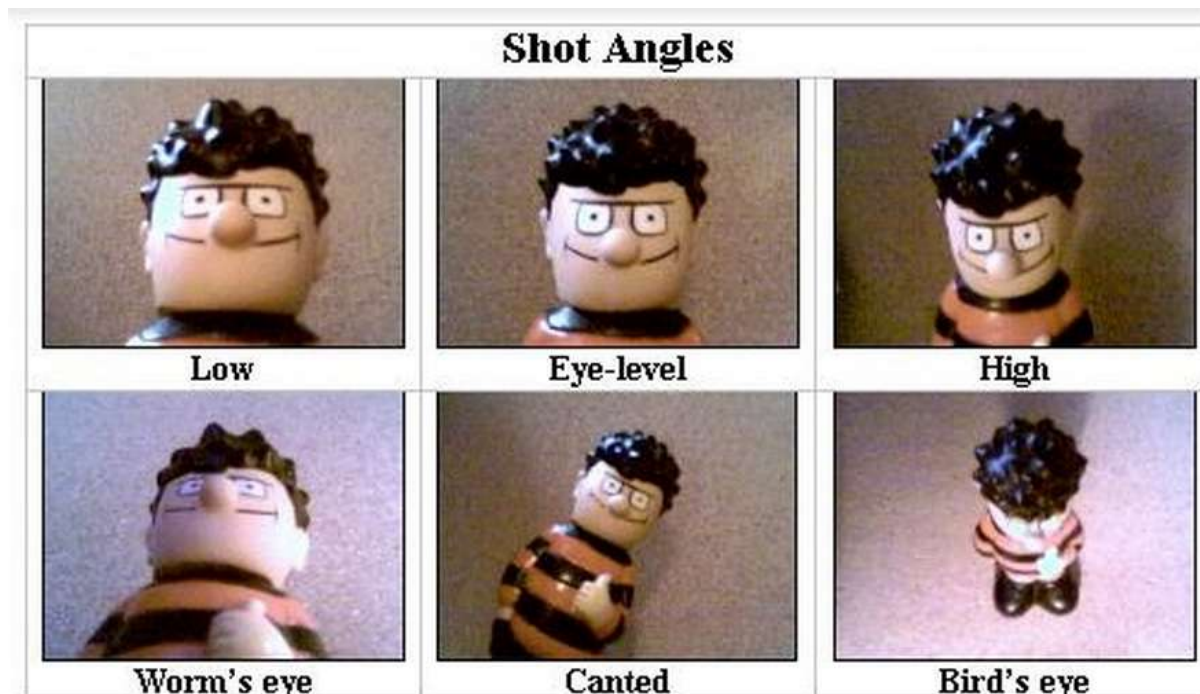 Shot Angles
Low
Eye-level
High
Worm's eye
Canted
Bird's eye